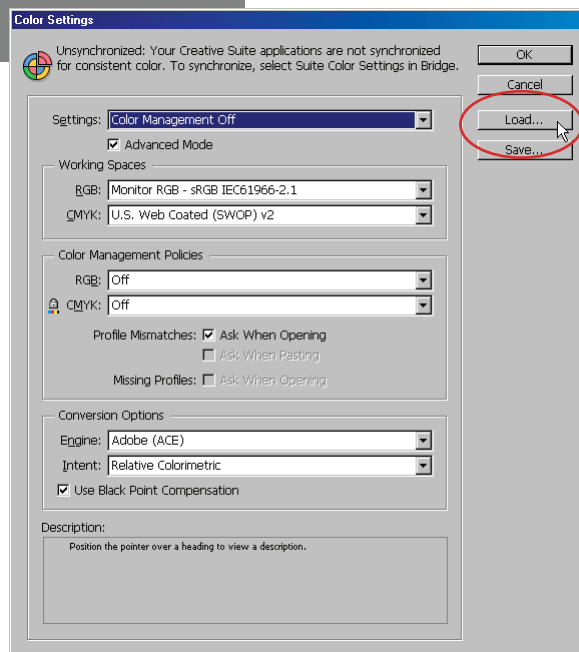 Color Settings
Unsynchronized: Your Creative Suite applications are not synchronized
for consistent color. To synchronize, select Suite Color Settings in Bridge.
OK
Cancel
Load...
Save...
Settings: Color Management Off
Advanced Mode
Working Spaces
RGB: Monitor RGB - sRGB IEC61966-2.1
CMYK: U.S. Web Coated (SWOP) v2
Color Management Policies
RGB: Off
CMYK: Off
Profile Mismatches: Ask When Opening
Ask When Pasting
Missing Profiles: Ask When Opening
Conversion Options
Engine: Adobe (ACE)
Intent: Relative Colorimetric
Use Black Point Compensation
Description:
Position the pointer over a heading to view a description.